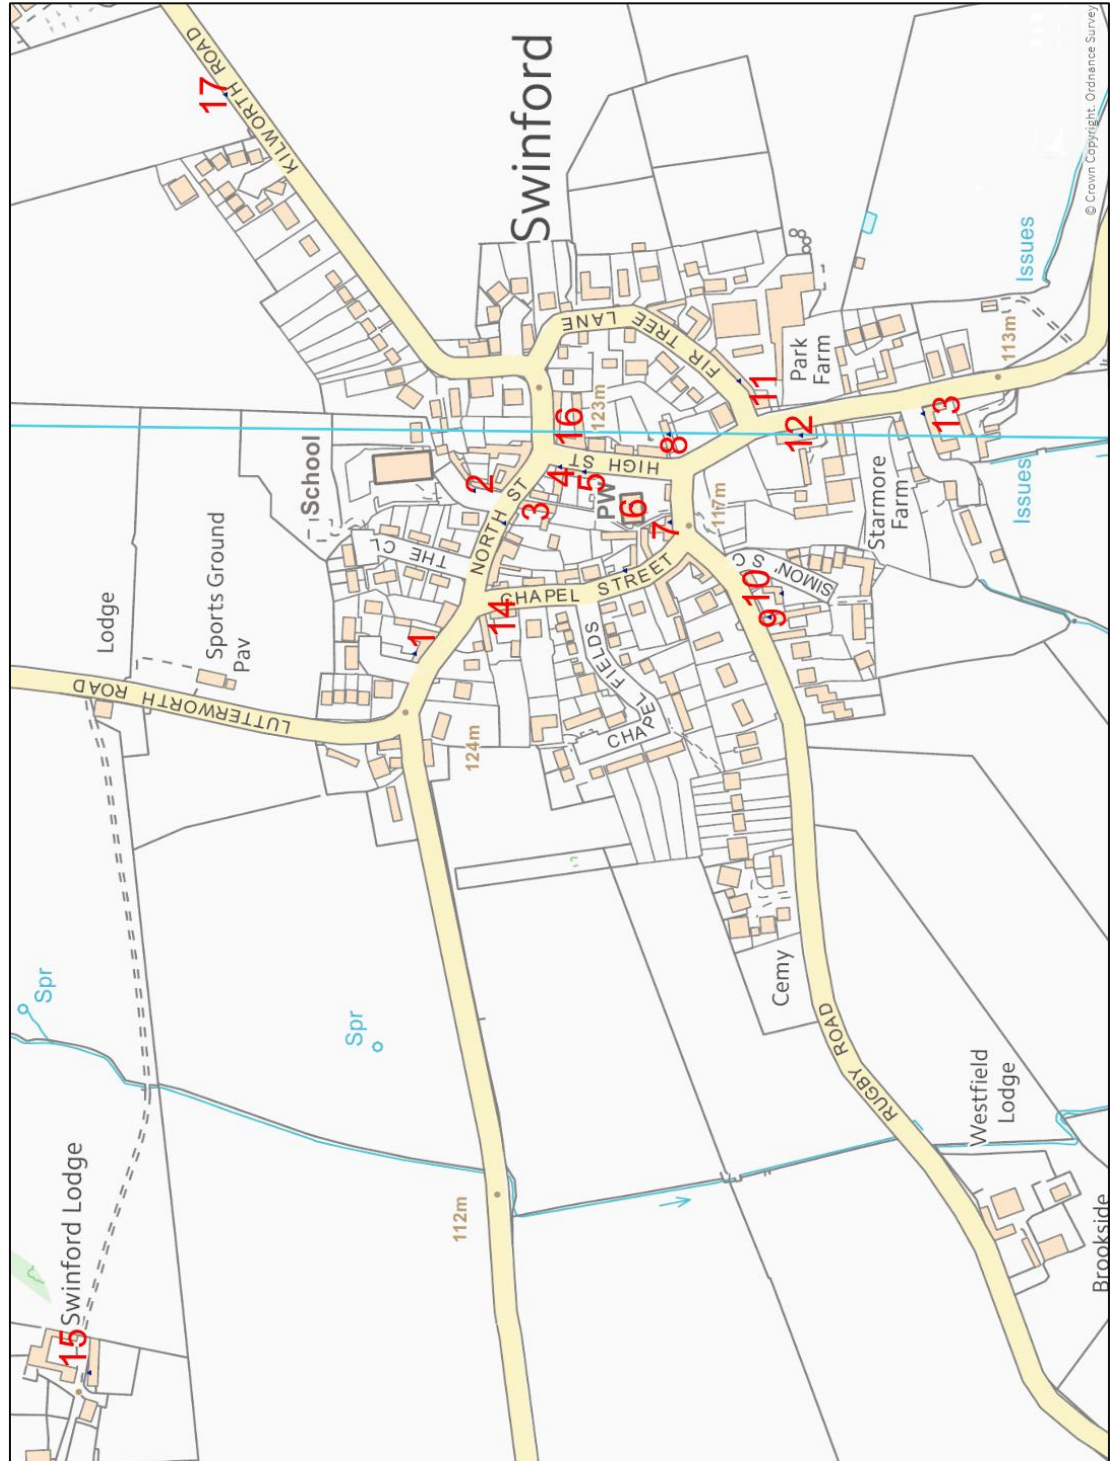 15
Swinford Lodge
Spr
Lodge
LUTTERWORTH ROAD
Sports Ground
Pav
17
KILWORTH ROAD
School
Spr
THE CL
1
112m
124m
2
NORTH ST
14
CHAPEL STREET
3
Swinford
4
16
HIGH ST
5
123m
PW
6
CHAPEL FIELDS
FIR TREE LANE
7
8
117m
11
10
9
SIMON' S C
Cemy
12
Park
Farm
RUGBY ROAD
Starmore
Farm
13
Westfield
Lodge
113m
Issues
Issues
Brookside
© Crown Copyright. Ordnance Survey